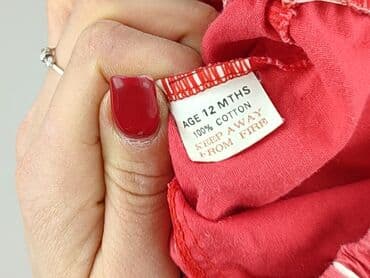 AGE 12 MTHS
100% COTTON
KEEP AWAY
FROM FIRE